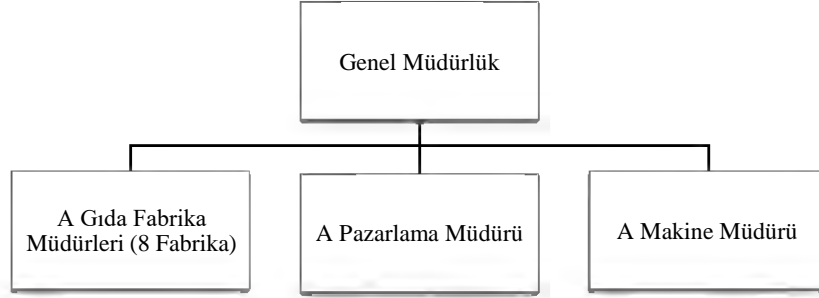 Genel Müdürlük
A Gıda Fabrika
Müdürleri (8 Fabrika)
A Pazarlama Müdürü
A Makine Müdürü